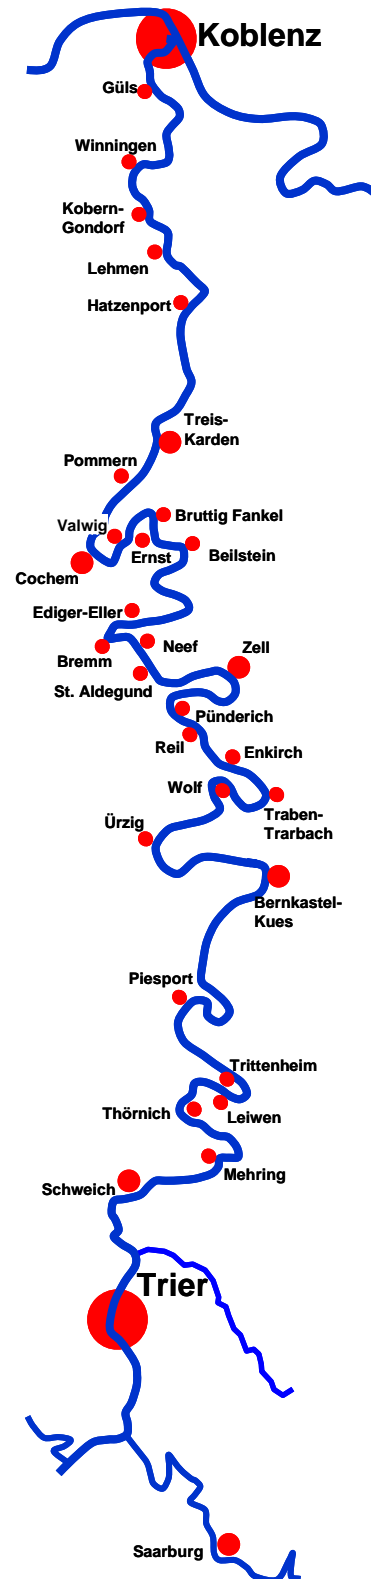 Koblenz
Güls
Winningen
Kobern-
Gondorf
Lehmen
Hatzenport
Treis-
Karden
Pommern
Bruttig Fankel
Valwig
Ernst
Beilstein
Cochem
Ediger-Eller
Neef
Zell
Bremm
St. Aldegund
Pünderich
Reil
Enkirch
Wolf
Traben-
Trarbach
Ürzig
Bernkastel-
Kues
Piesport
Trittenheim
Thörnich
Leiwen
Mehring
Schweich
Trier
Saarburg